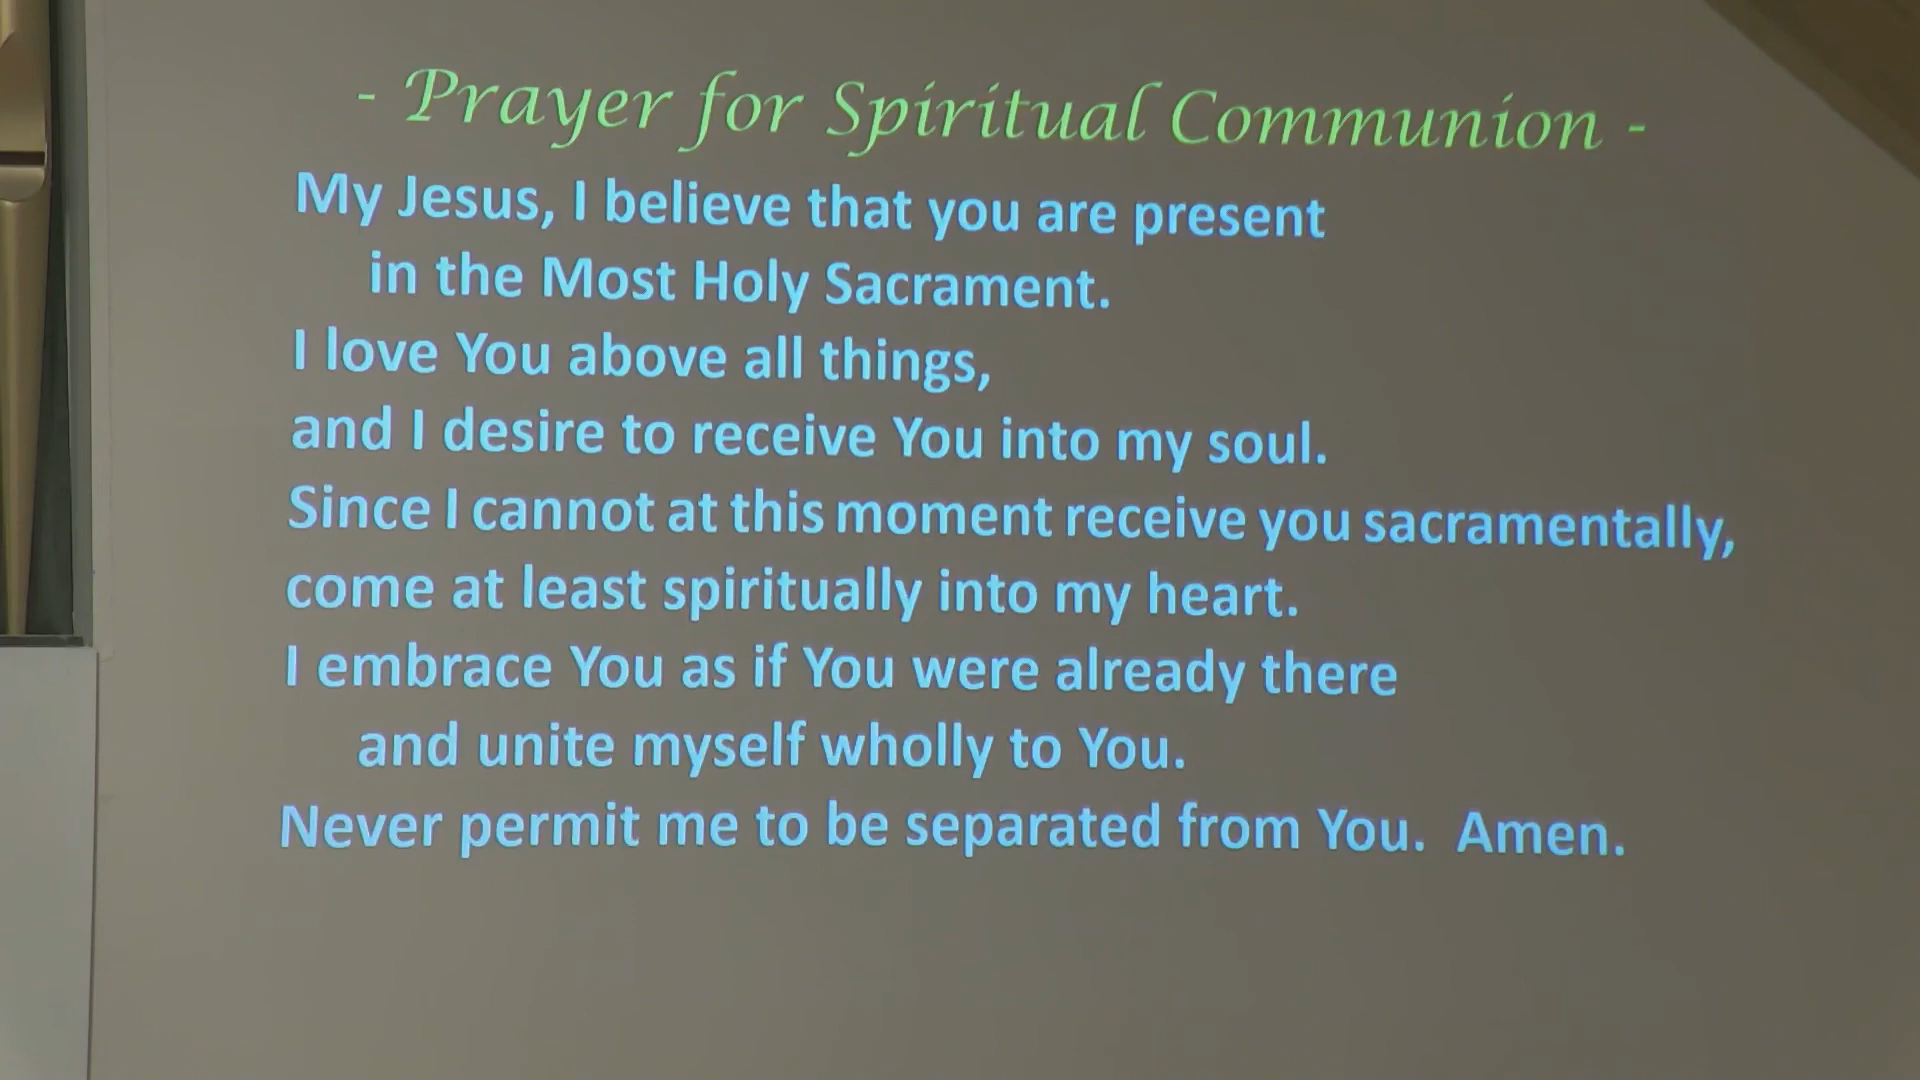 - Prayer for Spiritual Communion -
My Jesus, I believe that you are present
in the Most Holy Sacrament.
I love You above all things,
and I desire to receive You into my soul.
Since I cannot at this moment receive you sacramentally,
come at least spiritually into my heart.
I embrace You as if You were already there
and unite myself wholly to You.
Never permit me to be separated from You.  Amen.